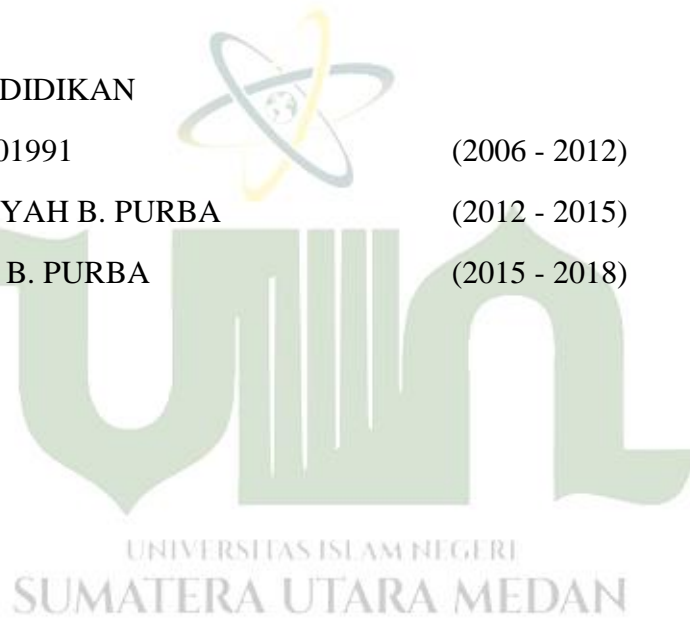 DIDIKAN
01991 (2006 - 2012)
YAH B. PURBA (2012 - 2015)
B. PURBA (2015 - 2018)
UNIVERSITAS ISLAM NEGERI
SUMATERA UTARA MEDAN